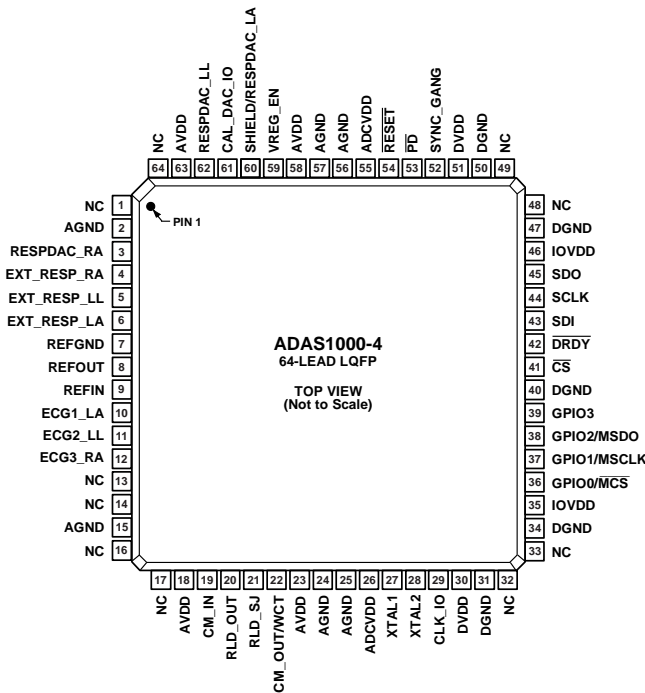 NC
AVDD
RESPDAC_LL
CAL_DAC_IO
SHIELD/RESPDAC_LA
VREG_EN
AVDD
AGND
AGND
ADCVDD
RESET
PD
SYNC_GANG
DVDD
DGND
NC
64 63 62 61 60 59 58 57 56 55 54 53 52 51 50 49
NC 1
AGND 2
RESPDAC_RA 3
EXT_RESP_RA 4
EXT_RESP_LL 5
EXT_RESP_LA 6
REFGND 7
REFOUT 8
REFIN 9
ECG1_LA 10
ECG2_LL 11
ECG3_RA 12
NC 13
NC 14
AGND 15
NC 16
PIN 1
ADAS1000-4
64-LEAD LQFP
TOP VIEW
(Not to Scale)
48 NC
47 DGND
46 IOVDD
45 SDO
44 SCLK
43 SDI
42 DRDY
41 CS
40 DGND
39 GPIO3
38 GPIO2/MSDO
37 GPIO1/MSCLK
36 GPIO0/MCS
35 IOVDD
34 DGND
33 NC
17 18 19 20 21 22 23 24 25 26 27 28 29 30 31 32
NC
AVDD
CM_IN
RLD_OUT
RLD_SJ
CM_OUT/WCT
AVDD
AGND
AGND
ADCVDD
XTAL1
XTAL2
CLK_IO
DVDD
DGND
NC